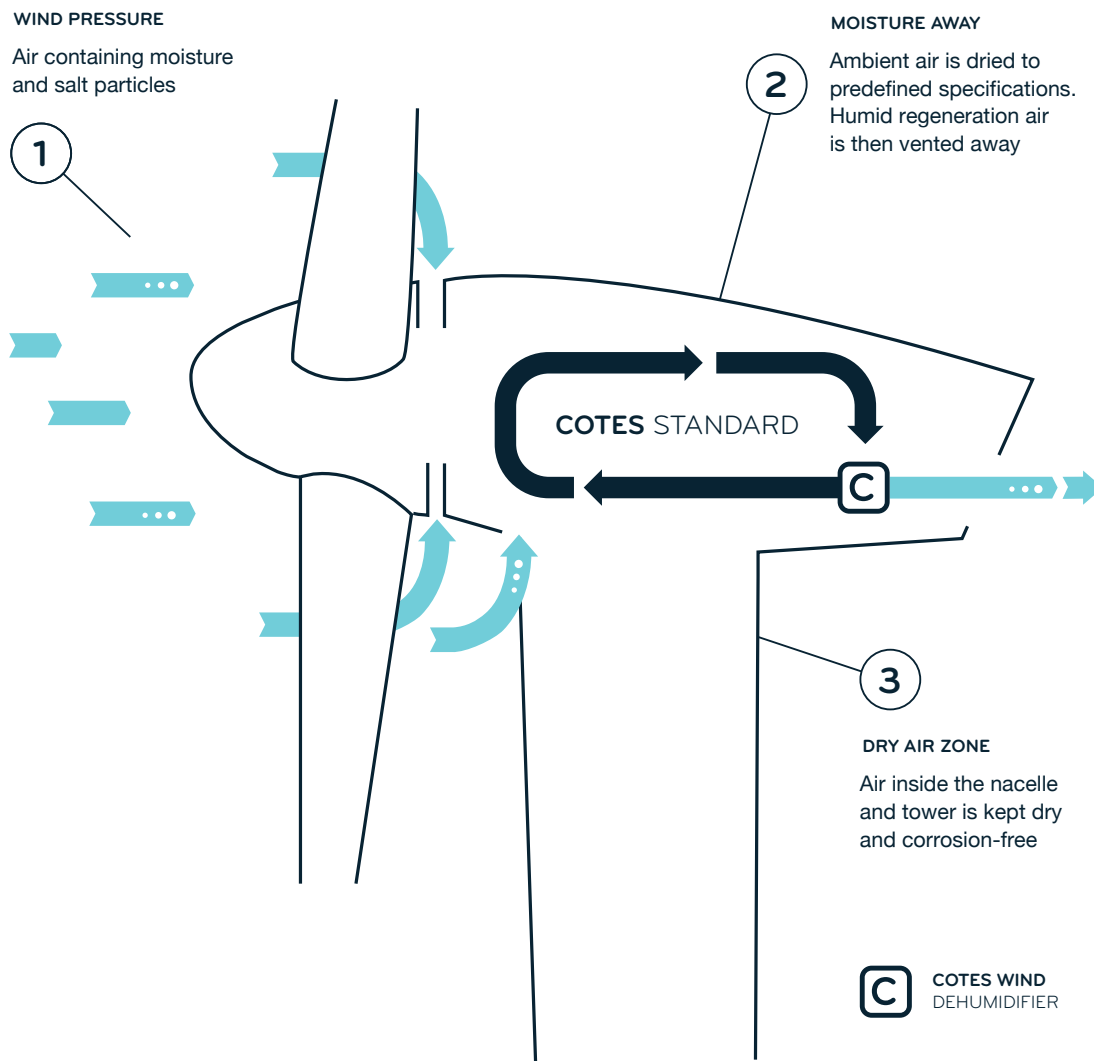 WIND PRESSURE
Air containing moisture
and salt particles
1
MOISTURE AWAY
Ambient air is dried to
predefined specifications.
Humid regeneration air
is then vented away
2
COTES STANDARD
C
3
DRY AIR ZONE
Air inside the nacelle
and tower is kept dry
and corrosion-free
C
COTES WIND
DEHUMIDIFIER